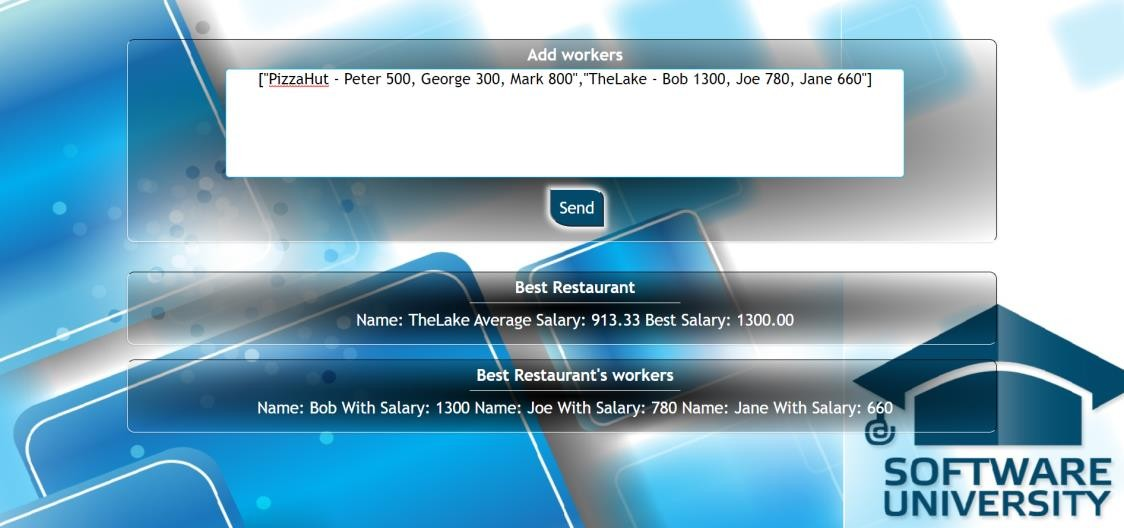 Add workers
["PizzaHut - Peter 500, George 300, Mark 800","TheLake - Bob 1300, Joe 780, Jane 660"]
Send
Best Restaurant
Name: TheLake Average Salary: 913.33 Best Salary: 1300.00
Best Restaurant's workers
Name: Bob With Salary: 1300 Name: Joe With Salary: 780 Name: Jane With Salary: 660
SOFTWARE
UNIVERSITY